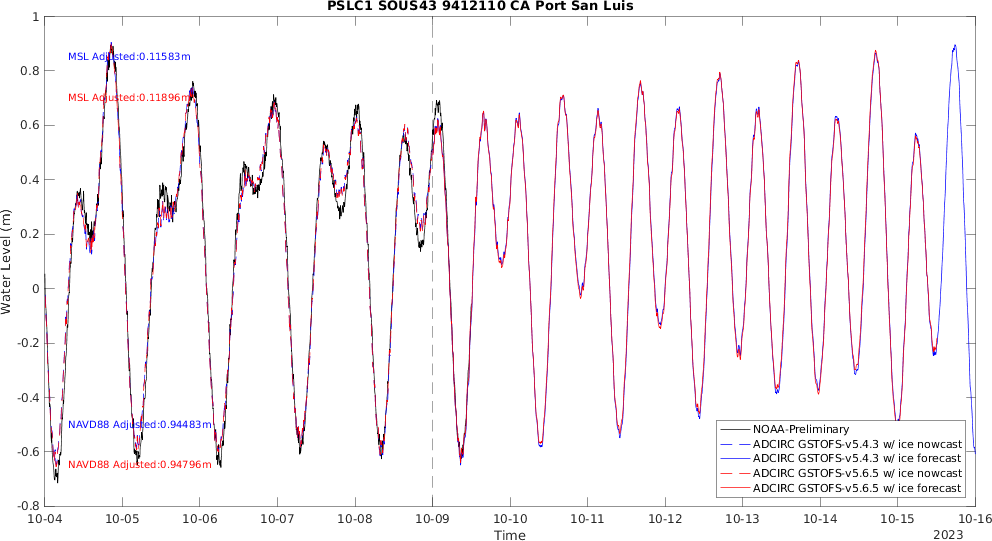 PSLC1 SOUS43 9412110 CA Port San Luis
1
0.8
0.6
0.4
0.2
0
-0.2
-0.4
-0.6
-0.8
Water Level (m)
MSL Adjusted:0.11583m
MSL Adjusted:0.11896m
NAVD88 Adjusted:0.94483m
NAVD88 Adjusted:0.94796m
NOAA-Preliminary
ADCIRC GSTOFS-v5.4.3 w/ ice nowcast
ADCIRC GSTOFS-v5.4.3 w/ ice forecast
ADCIRC GSTOFS-v5.6.5 w/ ice nowcast
ADCIRC GSTOFS-v5.6.5 w/ ice forecast
10-04 10-05 10-06 10-07 10-08 10-09 10-10 10-11 10-12 10-13 10-14 10-15 10-16
Time
2023